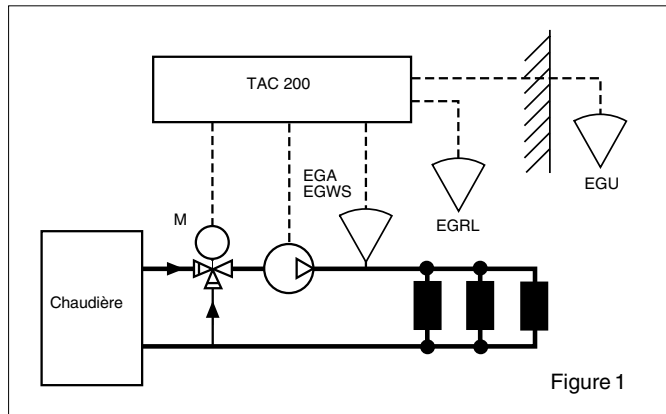 TAC 200
EGA
EGWS
EGRL
EGU
M
Chaudière
Figure 1